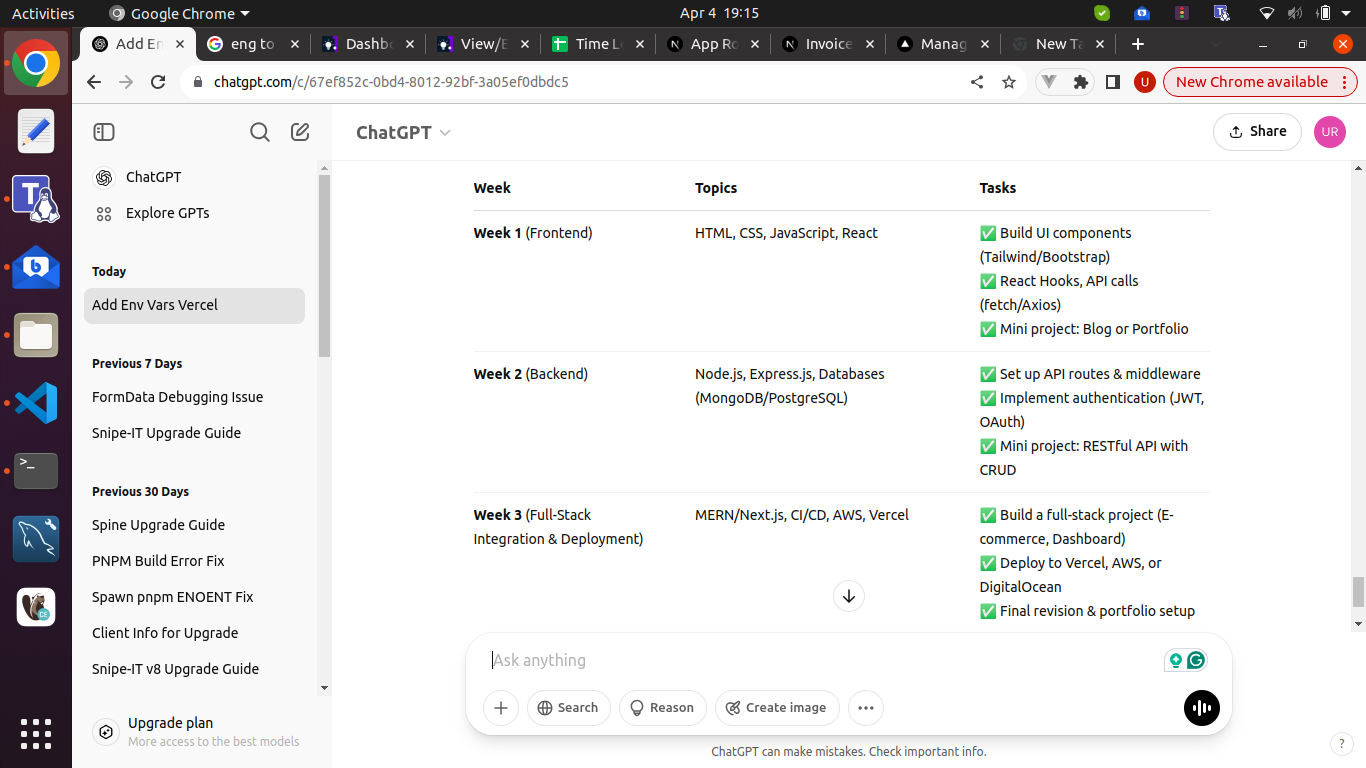 Activities
Google Chrome
Apr 4 19:15
Add En
eng to
Dashb
View/E
Time L
App Ro
Invoice
Manag
New Ta
chatgpt.com/c/67ef852c-0bd4-8012-92bf-3a05ef0dbdc5
U
New Chrome available
ChatGPT
Explore GPTs
Today
Add Env Vars Vercel
Previous 7 Days
FormData Debugging Issue
Snipe-IT Upgrade Guide
Previous 30 Days
Spine Upgrade Guide
PNPM Build Error Fix
Spawn pnpm ENOENT Fix
Client Info for Upgrade
Snipe-IT v8 Upgrade Guide
Upgrade plan
More access to the best models
ChatGPT
Share
UR
Week Topics Tasks
Week 1 (Frontend) HTML, CSS, JavaScript, React ✅ Build UI components
(Tailwind/Bootstrap)
✅ React Hooks, API calls
(fetch/Axios)
✅ Mini project: Blog or Portfolio
Week 2 (Backend) Node.js, Express.js, Databases ✅ Set up API routes & middleware
(MongoDB/PostgreSQL) ✅ Implement authentication (JWT,
OAuth)
✅ Mini project: RESTful API with
CRUD
Week 3 (Full-Stack MERN/Next.js, CI/CD, AWS, Vercel ✅ Build a full-stack project (E-
Integration & Deployment) commerce, Dashboard)
✅ Deploy to Vercel, AWS, or
DigitalOcean
✅ Final revision & portfolio setup
Ask anything
Search
Reason
Create image
ChatGPT can make mistakes. Check important info.
?